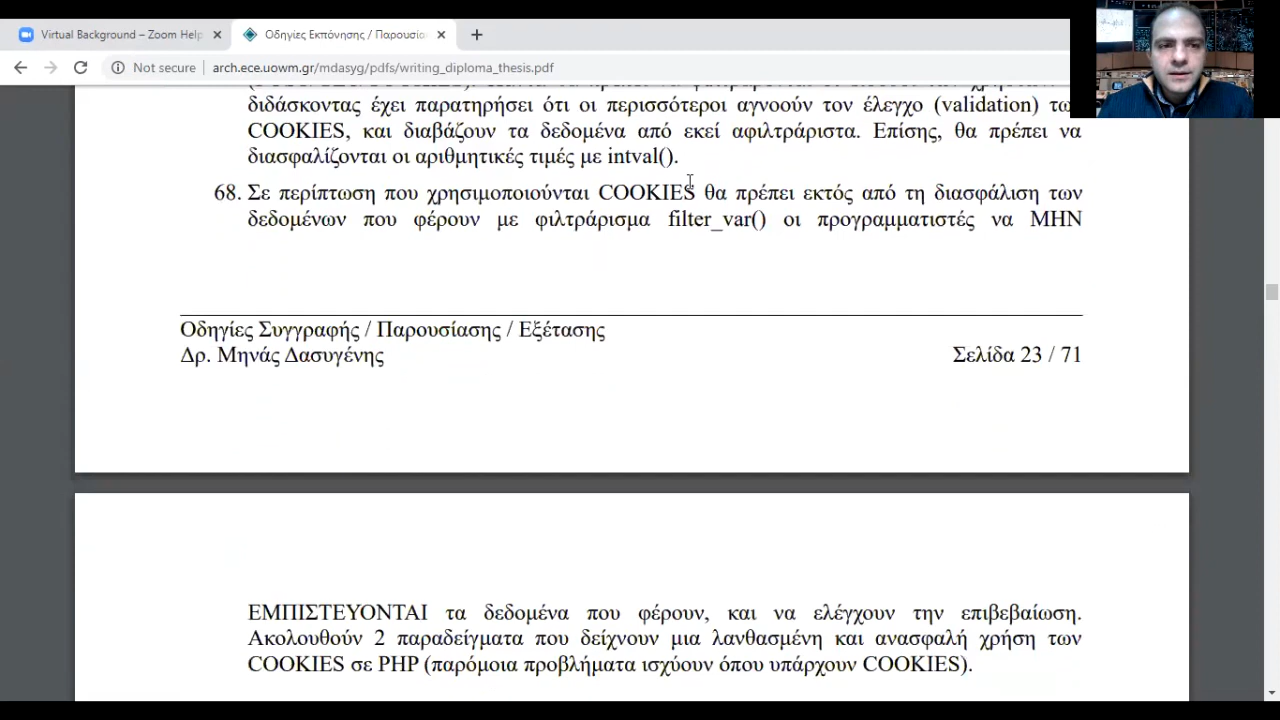 Virtual Background – Zoom Help
Οδηγίες Εκπόνησης / Παρουσία
Not secure
arch.ece.uowm.gr/mdasyg/pdfs/writing_diploma_thesis.pdf
διδάσκοντας έχει παρατηρήσει ότι οι περισσότεροι αγνοούν τον έλεγχο (validation) των
COOKIES, και διαβάζουν τα δεδομένα από εκεί αφιλτράριστα. Επίσης, θα πρέπει να
διασφαλίζονται οι αριθμητικές τιμές με intval().
68. Σε περίπτωση που χρησιμοποιούνται COOKIES θα πρέπει εκτός από τη διασφάλιση των
δεδομένων που φέρουν με φιλτράρισμα filter_var() οι προγραμματιστές να ΜΗΝ
Οδηγίες Συγγραφής / Παρουσίασης / Εξέτασης
Δρ. Μηνάς Δασυγένης
Σελίδα 23 / 71
ΕΜΠΙΣΤΕΥΟΝΤΑΙ τα δεδομένα που φέρουν, και να ελέγχουν την επιβεβαίωση.
Ακολουθούν 2 παραδείγματα που δείχνουν μια λανθασμένη και ανασφαλή χρήση των
COOKIES σε PHP (παρόμοια προβλήματα ισχύουν όπου υπάρχουν COOKIES).